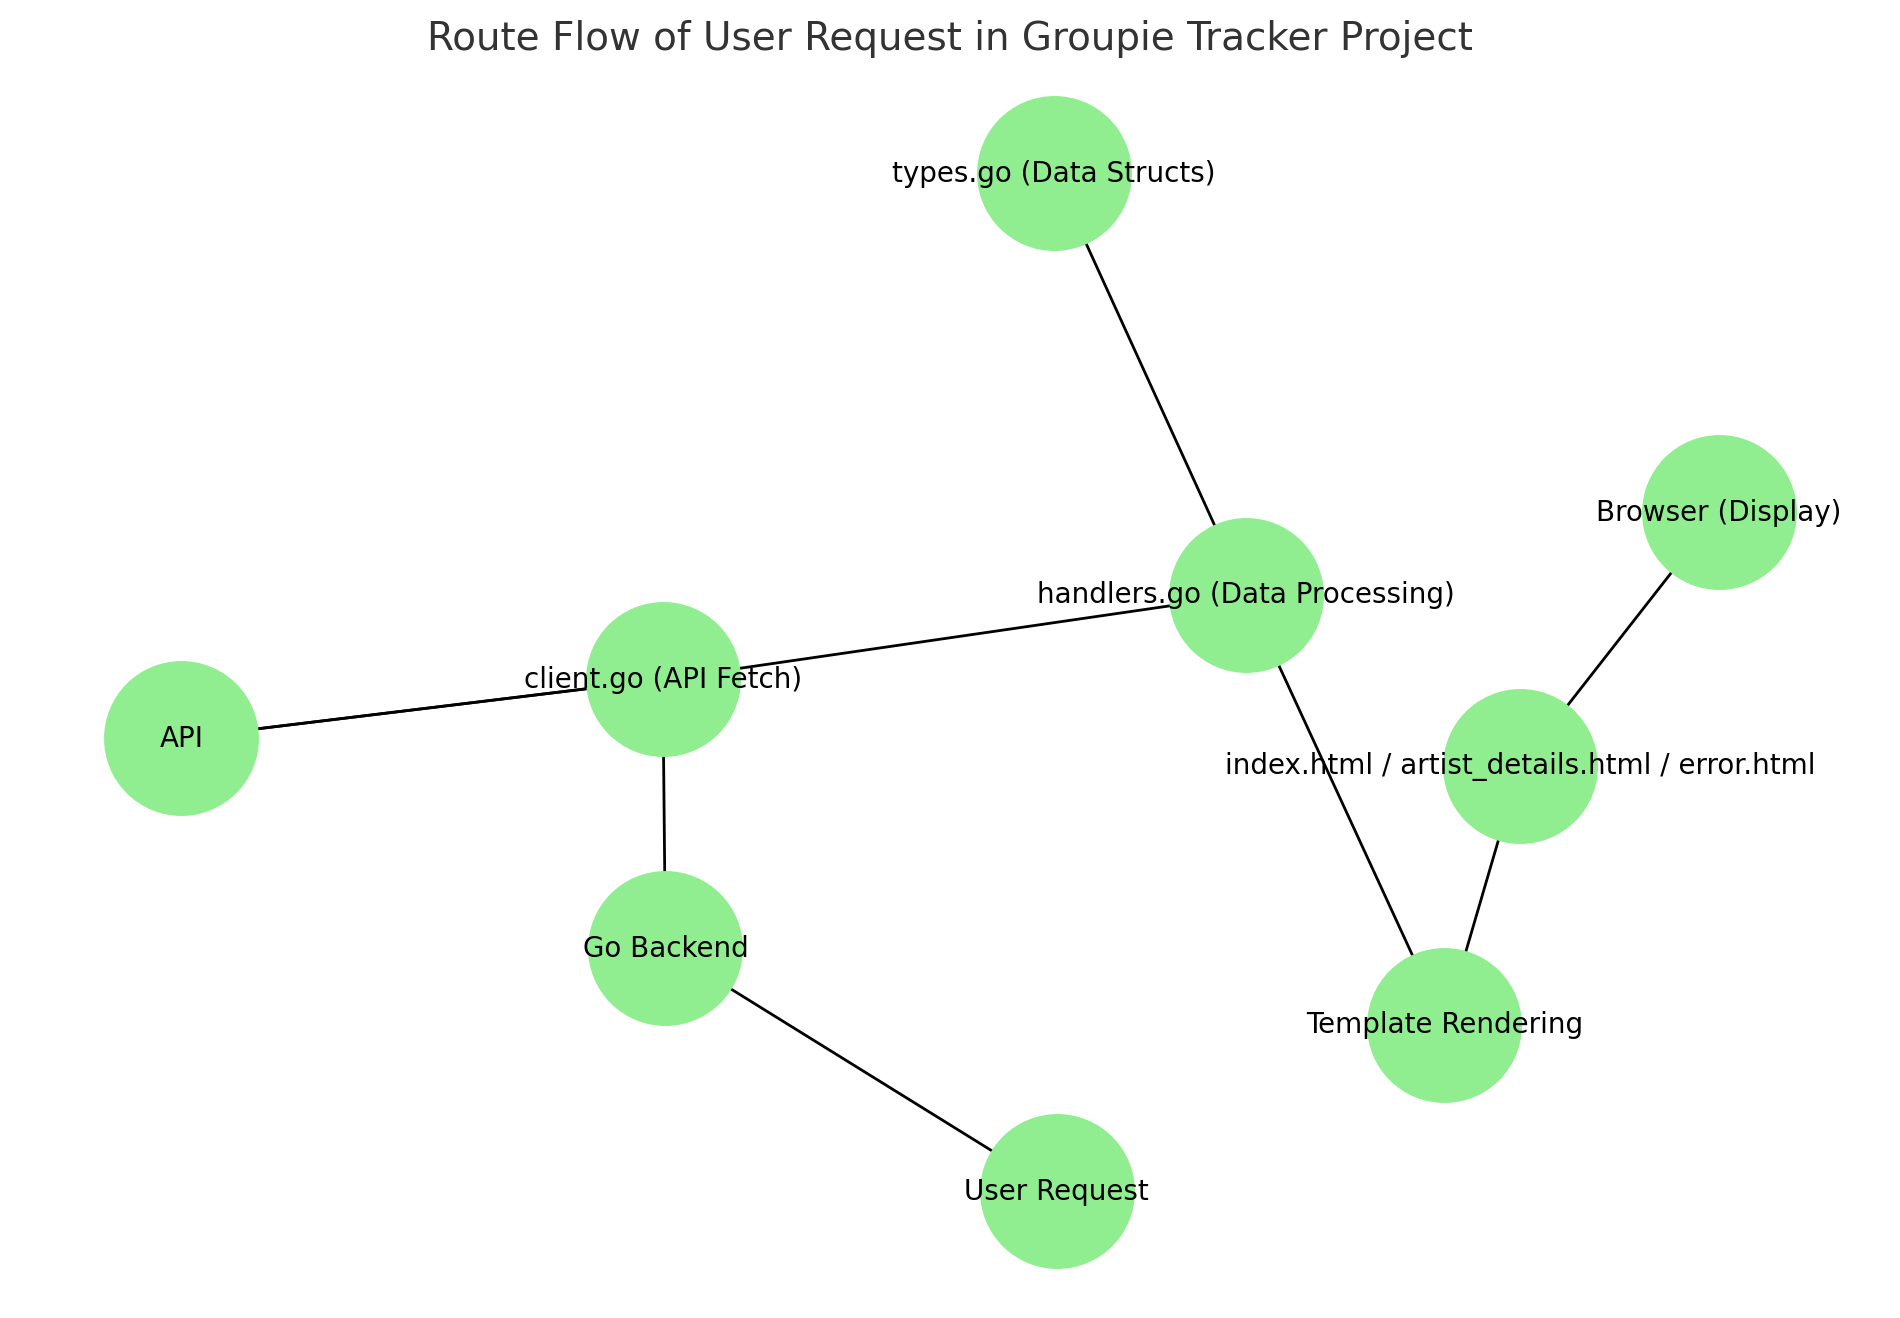 Route Flow of User Request in Groupie Tracker Project
types.go (Data Structs)
Browser (Display)
handlers.go (Data Processing)
client.go (API Fetch)
API
index.html / artist_details.html / error.html
Go Backend
Template Rendering
User Request